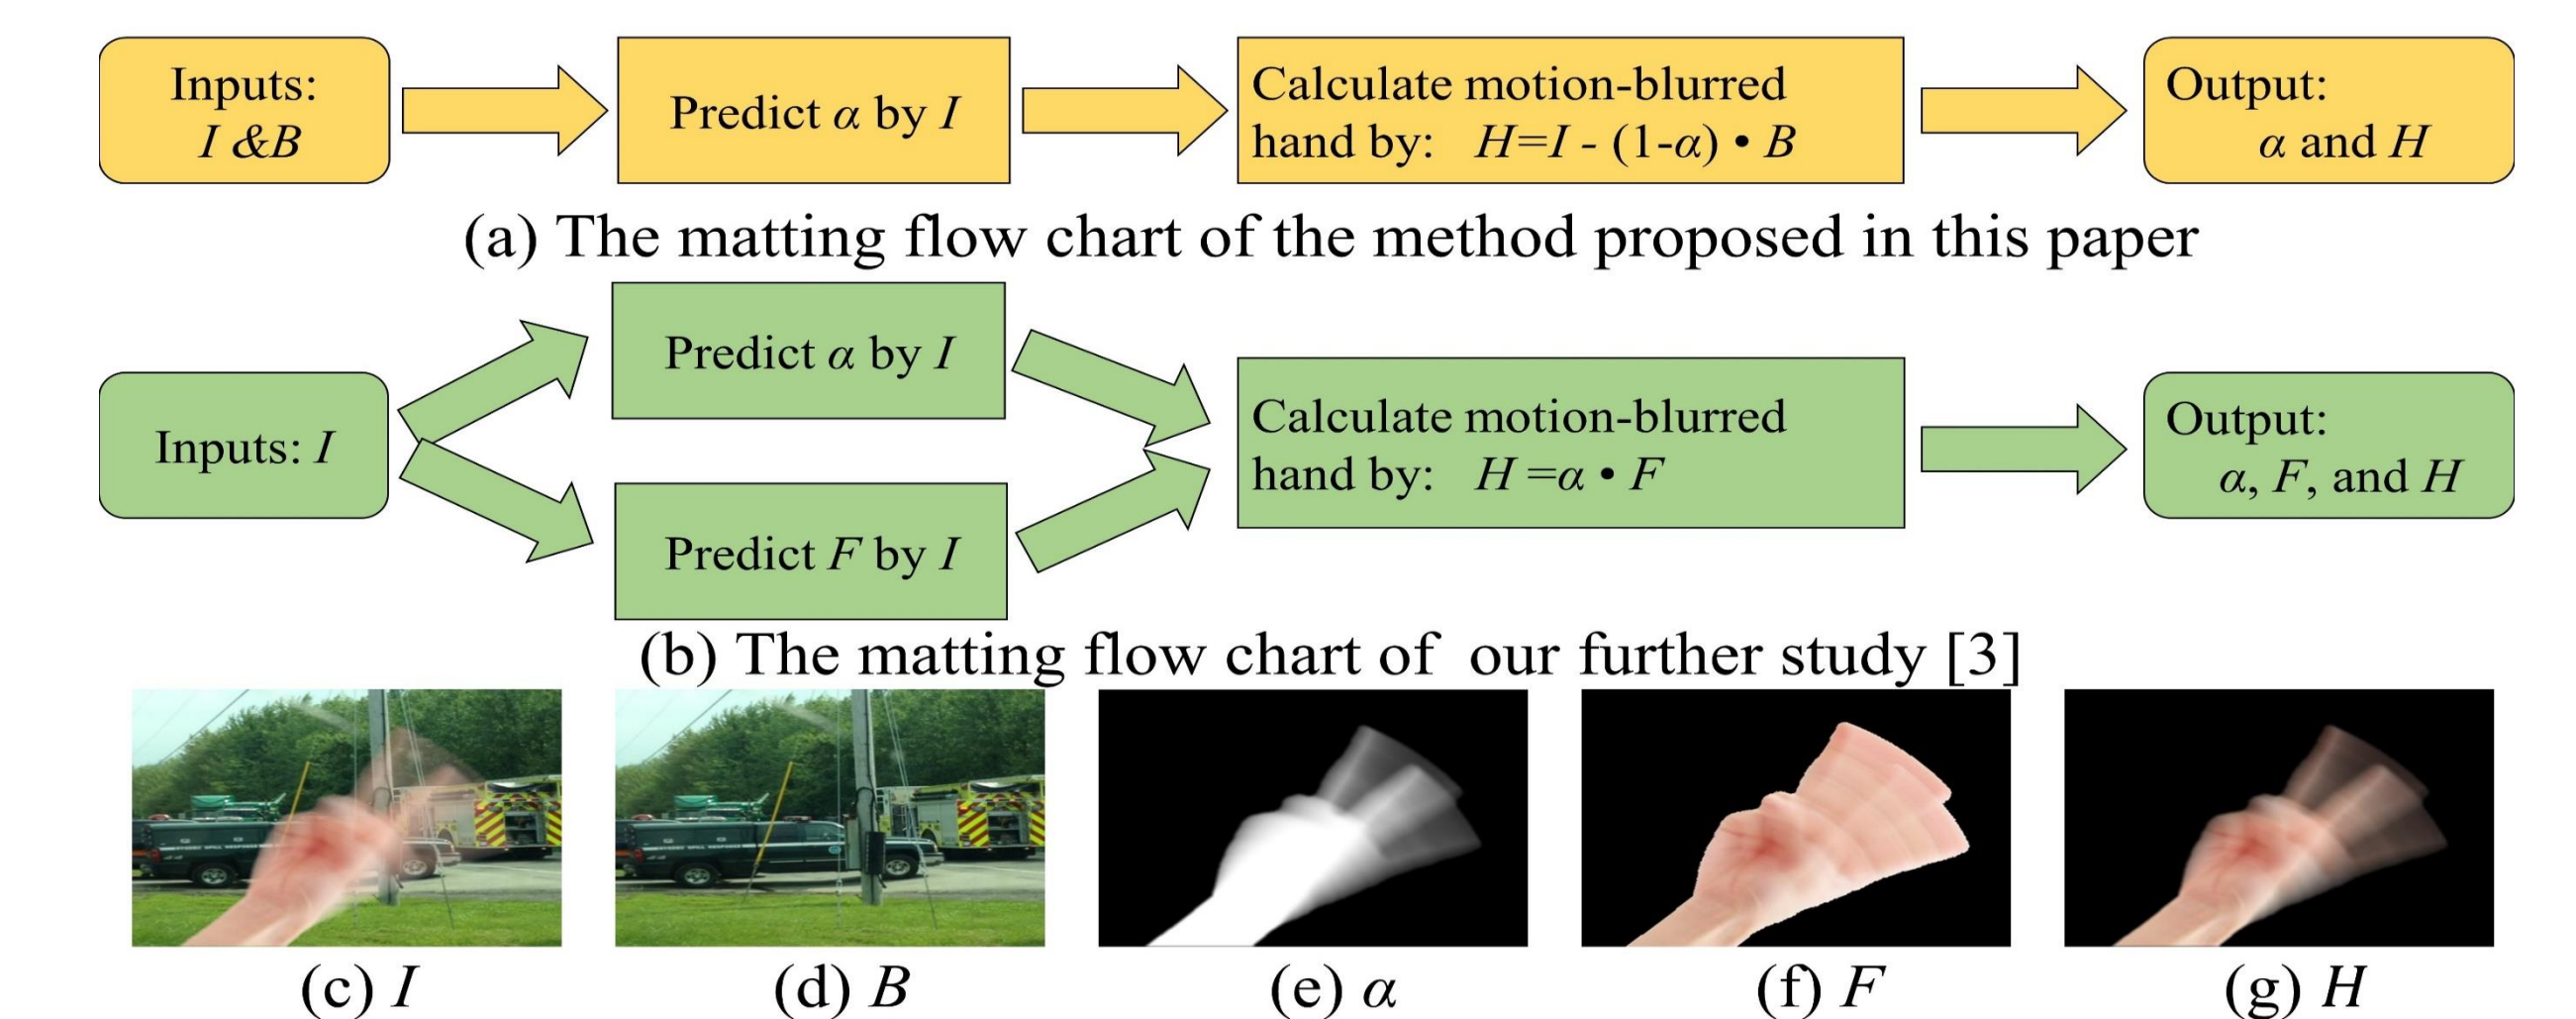 Inputs:
I &B
Predict α by I
Calculate motion-blurred
hand by: H=I - (1-α) • B
Output:
α and H
(a) The matting flow chart of the method proposed in this paper
Inputs: I
Predict α by I
Predict F by I
Calculate motion-blurred
hand by: H =α • F
Output:
α, F, and H
(b) The matting flow chart of our further study [3]
(c) I
(d) B
(e) α
(f) F
(g) H